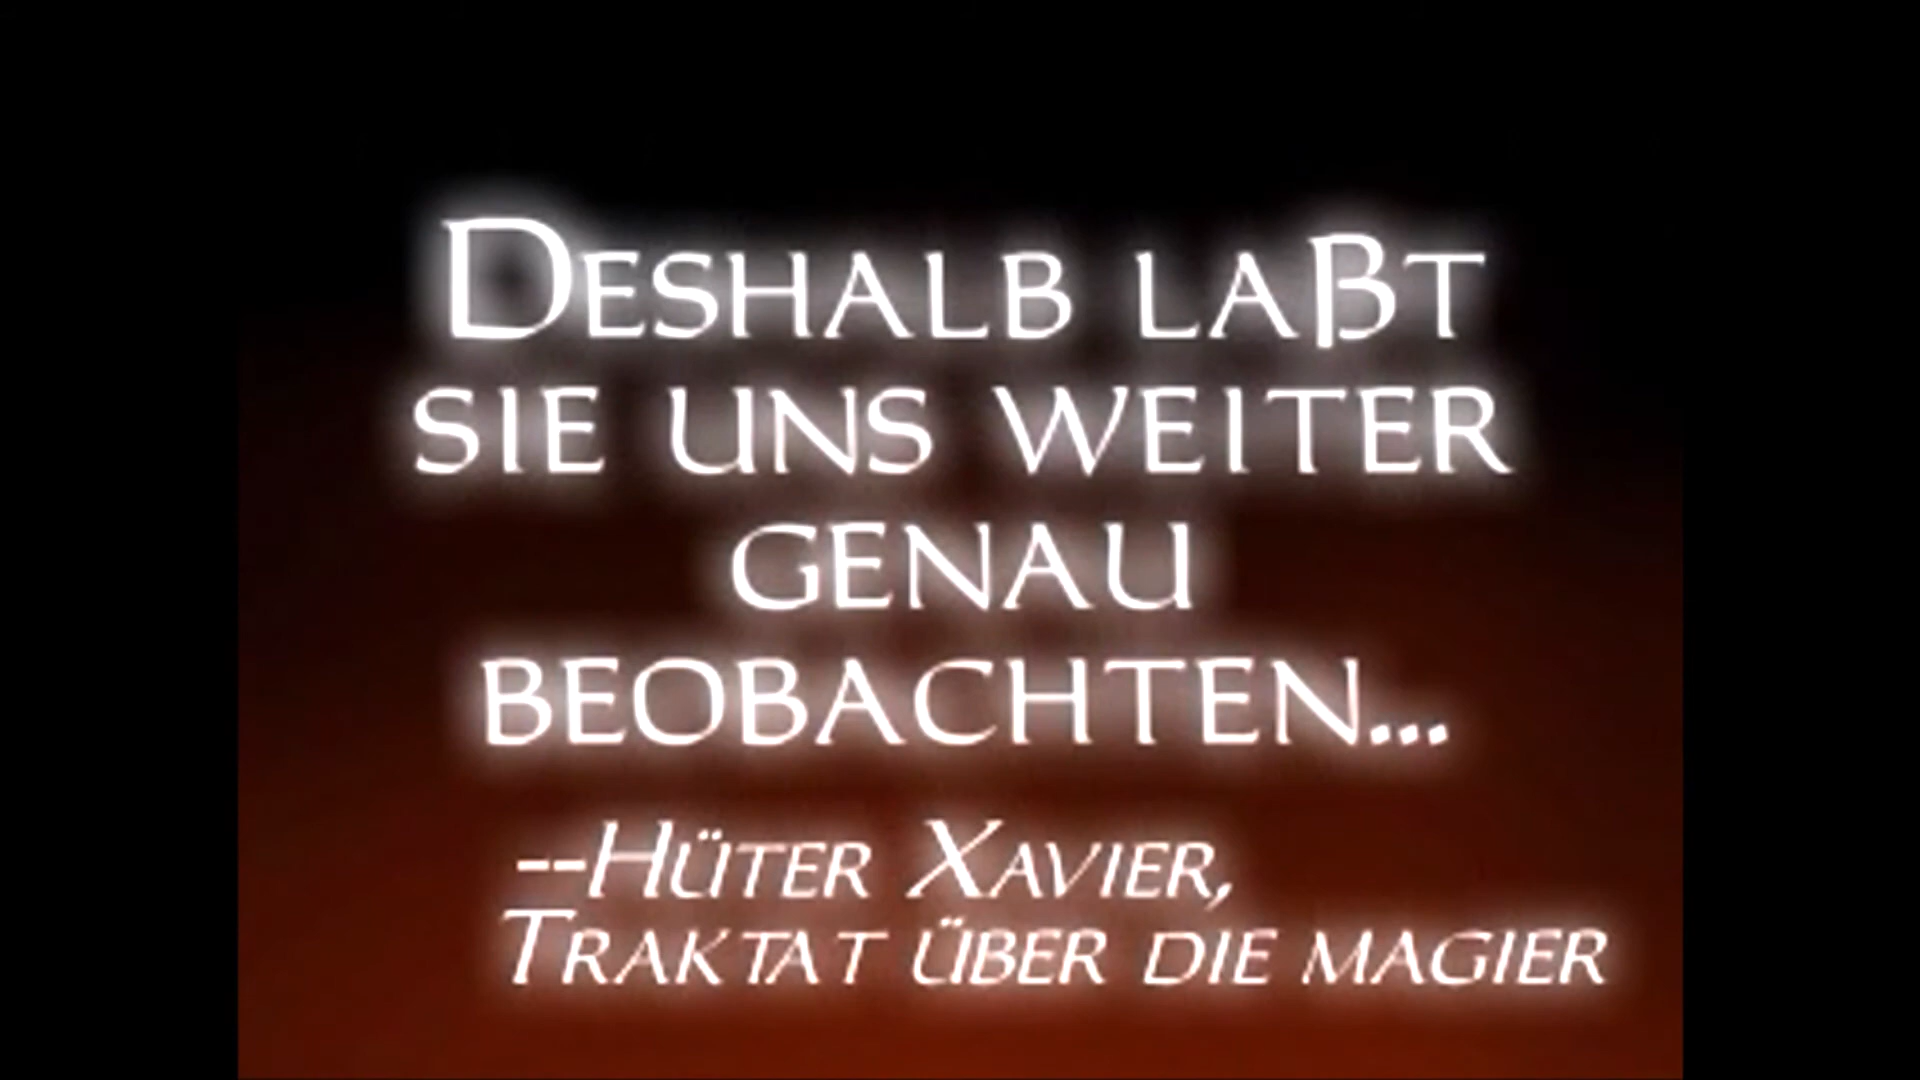 DESHALB LAßT
SIE UNS WEITER
GENAU
BEOBACHTEN...
--HÜTER XAVIER,
TRAKTAT ÜBER DIE MAGIER